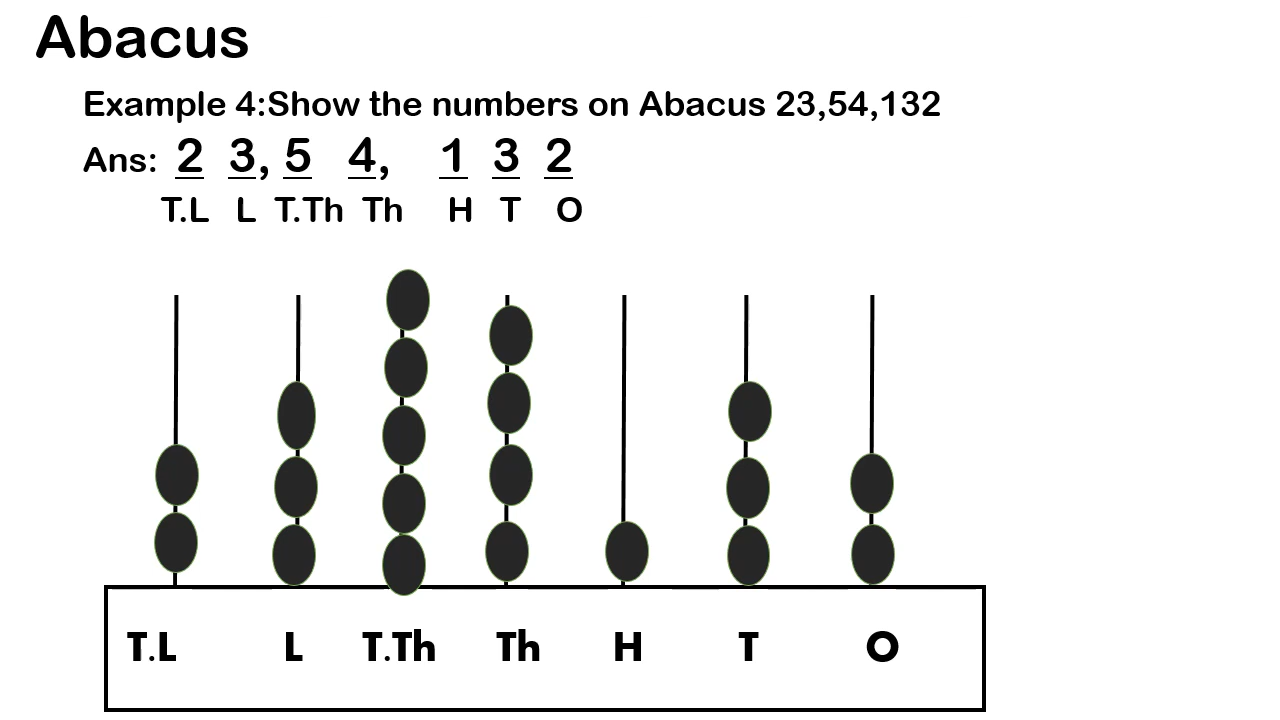 Abacus
Example 4:Show the numbers on Abacus 23,54,132
Ans: 2 3, 5 4, 1 3 2
T.L L T.Th Th H T O
T.L L T.Th Th H T O